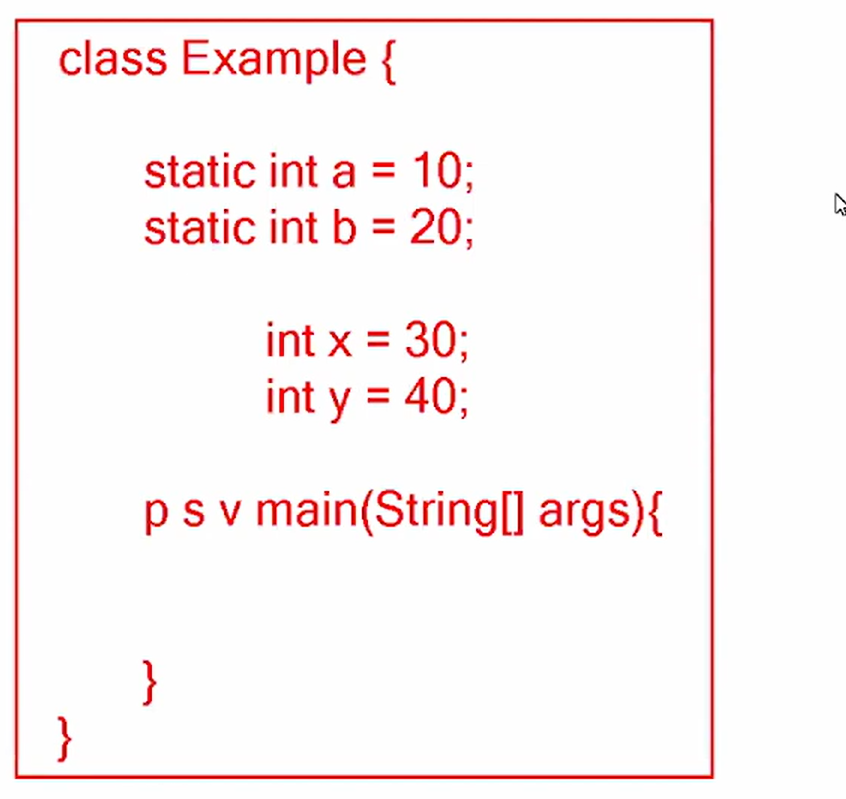 class Example {
static int a = 10;
static int b = 20;
int x = 30;
int y = 40;
p s v main(String[] args){
}
}